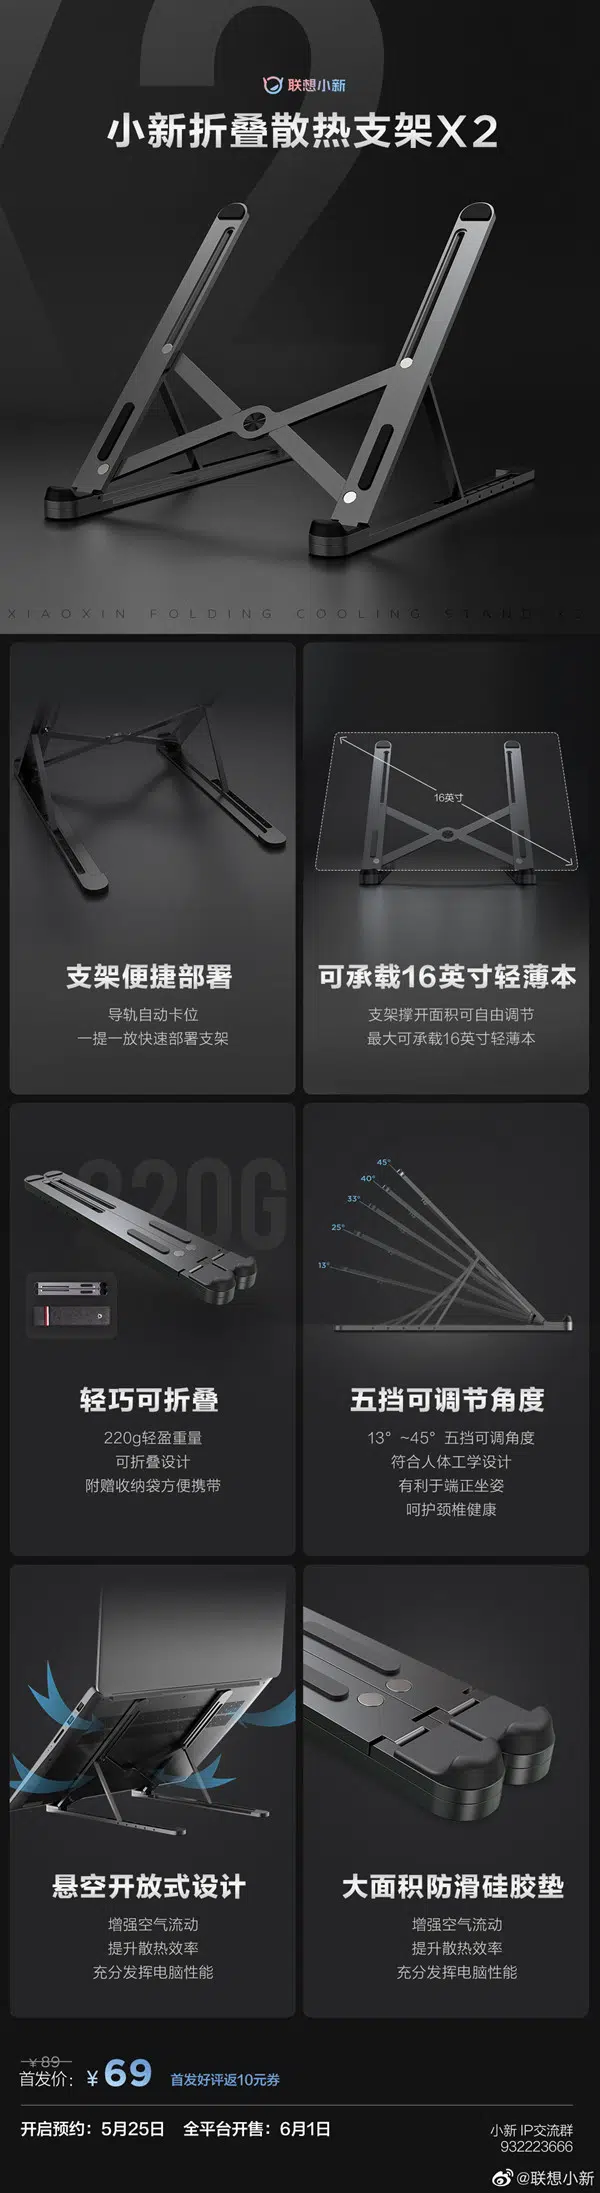 联想小新
小新折叠散热支架X2
XIAOXIN FOLDING COOLING STAND X2
16英寸
支架便捷部署
导轨自动卡位
一提一放快速部署支架
可承载16英寸轻薄本
支架撑开面积可自由调节
最大可承载16英寸轻薄本
220G
轻巧可折叠
220g轻盈重量
可折叠设计
附赠收纳袋方便携带
45°
40°
33°
25°
13°
五挡可调节角度
13°~45°五挡可调角度
符合人体工学设计
有利于端正坐姿
呵护颈椎健康
悬空开放式设计
增强空气流动
提升散热效率
充分发挥电脑性能
大面积防滑硅胶垫
增强空气流动
提升散热效率
充分发挥电脑性能
¥89
首发价：¥69 首发好评返10元券
开启预约：5月25日 全平台开售：6月1日
小新 IP交流群
932223666
@联想小新